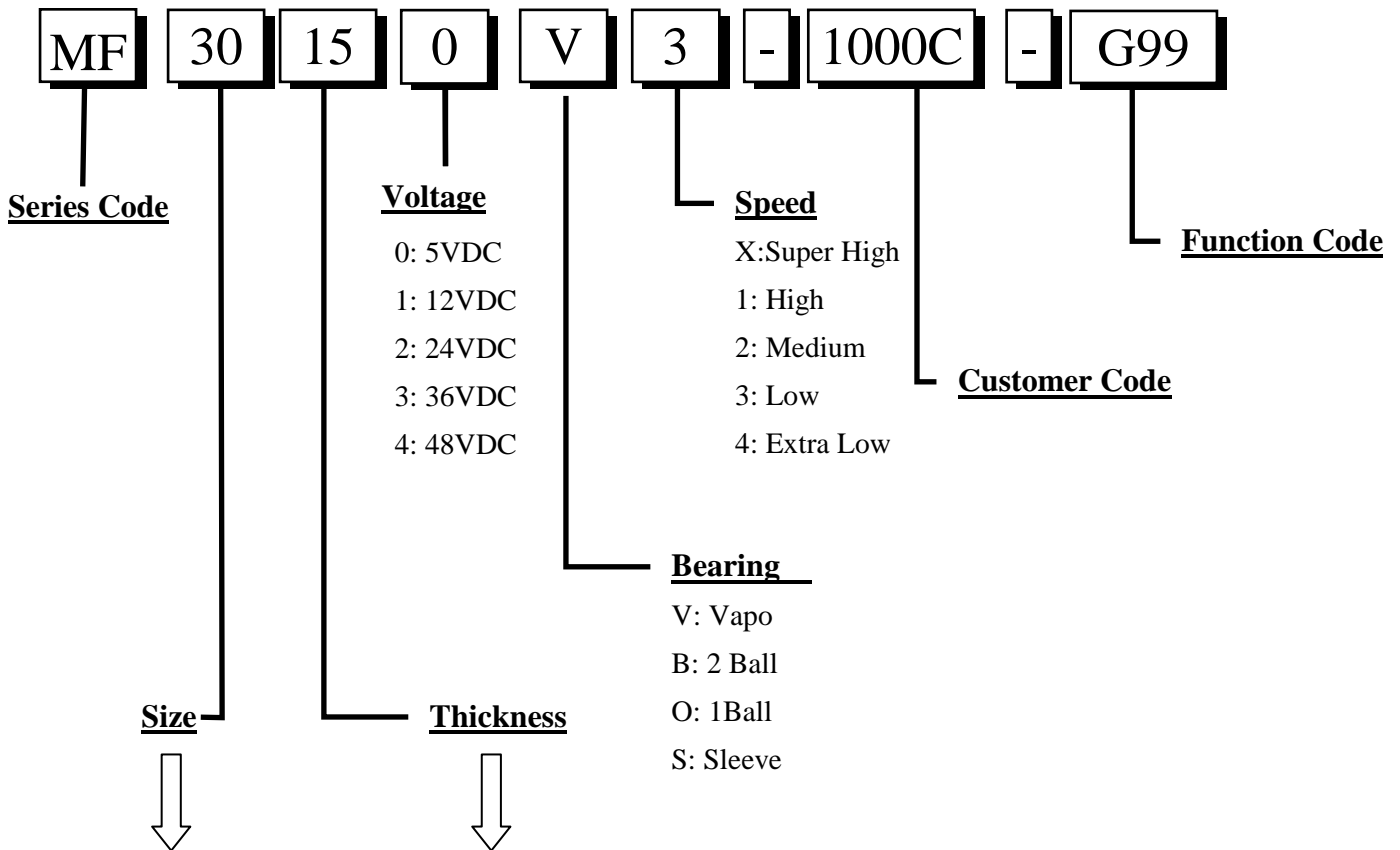 MF 30 15 0 V 3 - 1000C - G99
Series Code
Voltage
0: 5VDC
1: 12VDC
2: 24VDC
3: 36VDC
4: 48VDC
Speed
X:Super High
1: High
2: Medium
3: Low
4: Extra Low
Function Code
Customer Code
Bearing
V: Vapo
B: 2 Ball
O: 1Ball
S: Sleeve
Size
Thickness